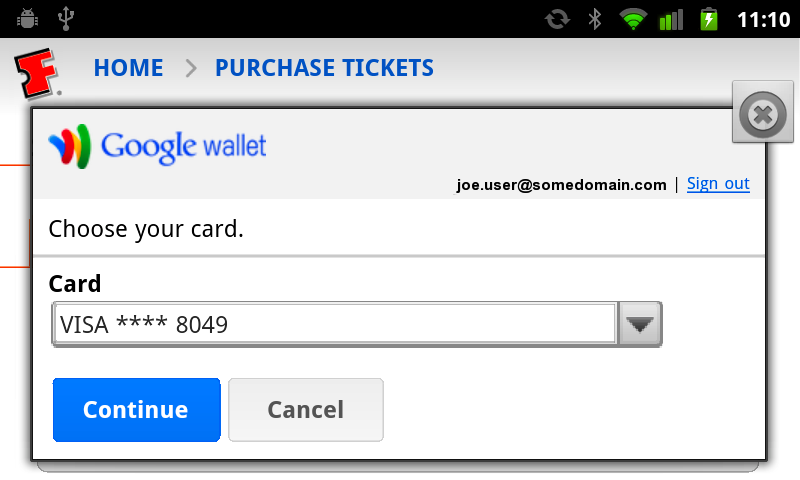 11:10
HOME > PURCHASE TICKETS
Google wallet
joe.user@somedomain.com | Sign out
Choose your card.
Card
VISA **** 8049
Continue Cancel